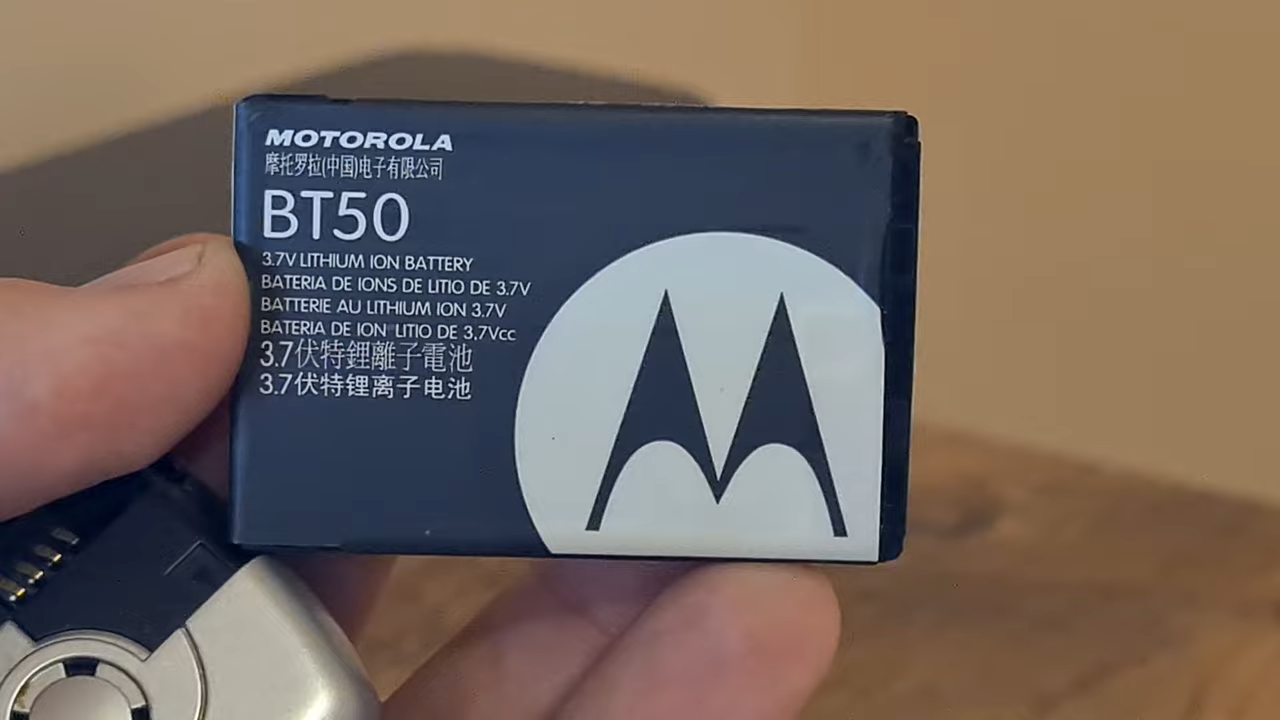 MOTOROLA
摩托罗拉(中国)电子有限公司
BT50
3.7V LITHIUM ION BATTERY
BATERIA DE IONS DE LITIO DE 3.7V
BATTERIE AU LITHIUM ION 3.7V
BATERIA DE ION LITIO DE 3,7Vcc
3.7伏特鋰離子電池
3.7伏特锂离子电池